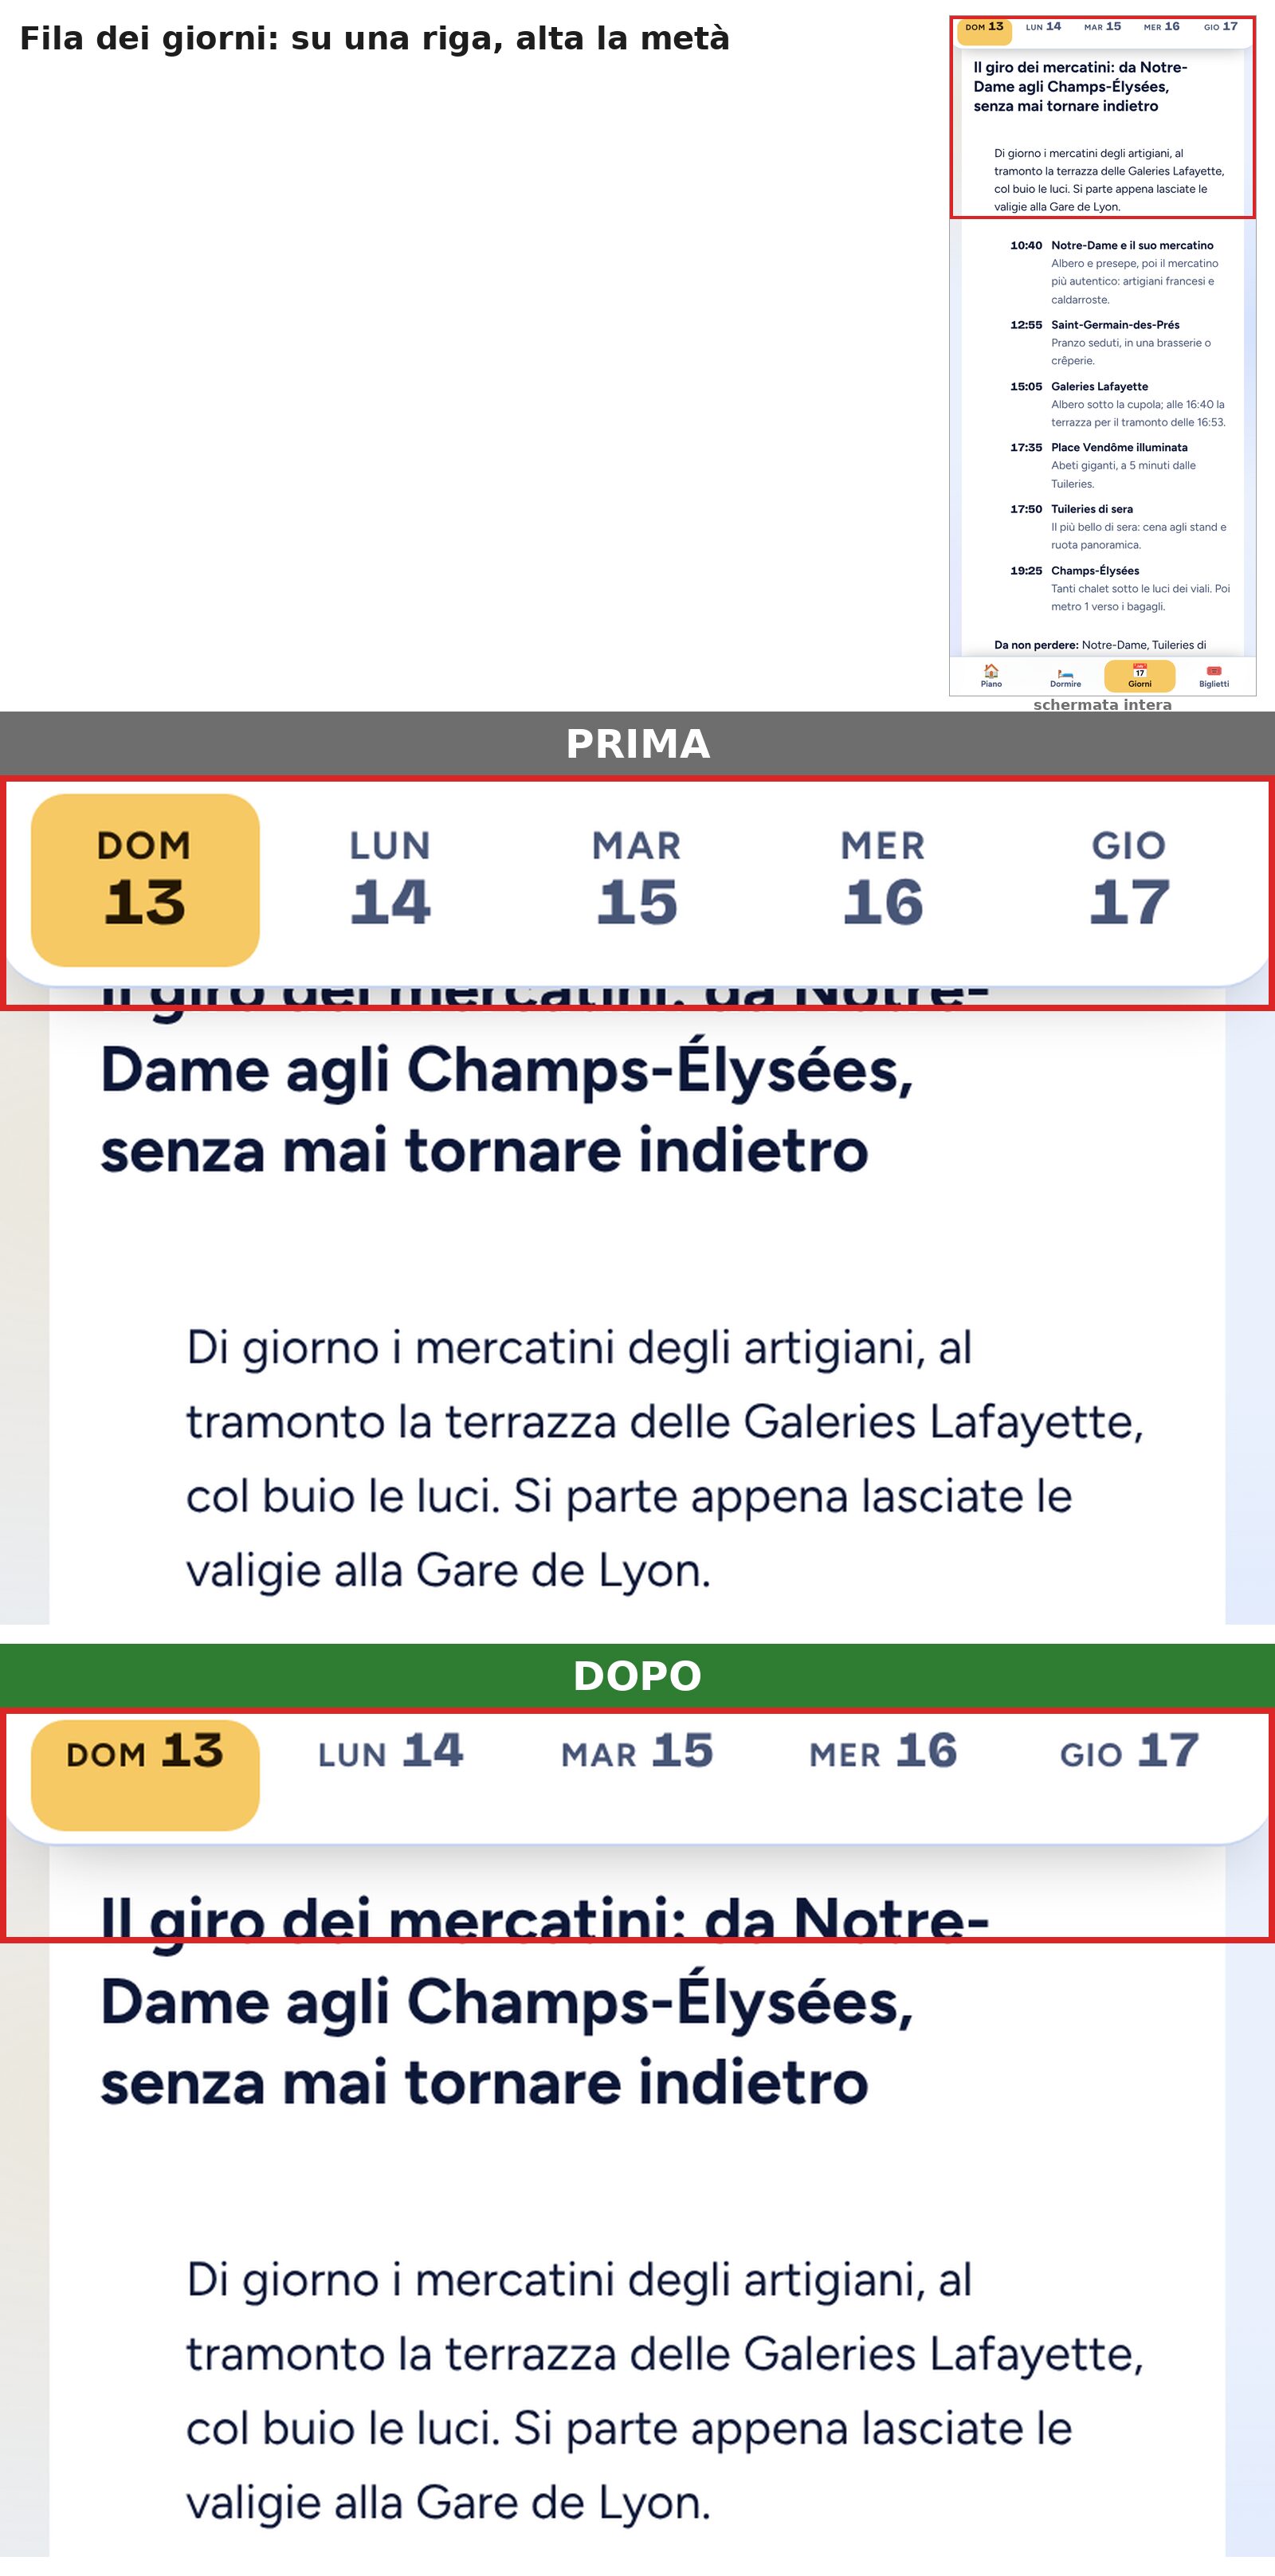 Fila dei giorni: su una riga, alta la metà
DOM 13 LUN 14 MAR 15 MER 16 GIO 17
Il giro dei mercatini: da Notre-
Dame agli Champs-Élysées,
senza mai tornare indietro
Di giorno i mercatini degli artigiani, al
tramonto la terrazza delle Galeries Lafayette,
col buio le luci. Si parte appena lasciate le
valigie alla Gare de Lyon.
10:40 Notre-Dame e il suo mercatino
Albero e presepe, poi il mercatino
più autentico: artigiani francesi e
caldarroste.
12:55 Saint-Germain-des-Prés
Pranzo seduti, in una brasserie o
crêperie.
15:05 Galeries Lafayette
Albero sotto la cupola; alle 16:40 la
terrazza per il tramonto delle 16:53.
17:35 Place Vendôme illuminata
Abeti giganti, a 5 minuti dalle
Tuileries.
17:50 Tuileries di sera
Il più bello di sera: cena agli stand e
ruota panoramica.
19:25 Champs-Élysées
Tanti chalet sotto le luci dei viali. Poi
metro 1 verso i bagagli.
Da non perdere: Notre-Dame, Tuileries di
17
Piano Dormire Giorni Biglietti
schermata intera
PRIMA
DOM LUN MAR MER GIO
13 14 15 16 17
Il giro dei mercatini: da Notre-
Dame agli Champs-Élysées,
senza mai tornare indietro
Di giorno i mercatini degli artigiani, al
tramonto la terrazza delle Galeries Lafayette,
col buio le luci. Si parte appena lasciate le
valigie alla Gare de Lyon.
DOPO
DOM 13 LUN 14 MAR 15 MER 16 GIO 17
Il giro dei mercatini: da Notre-
Dame agli Champs-Élysées,
senza mai tornare indietro
Di giorno i mercatini degli artigiani, al
tramonto la terrazza delle Galeries Lafayette,
col buio le luci. Si parte appena lasciate le
valigie alla Gare de Lyon.